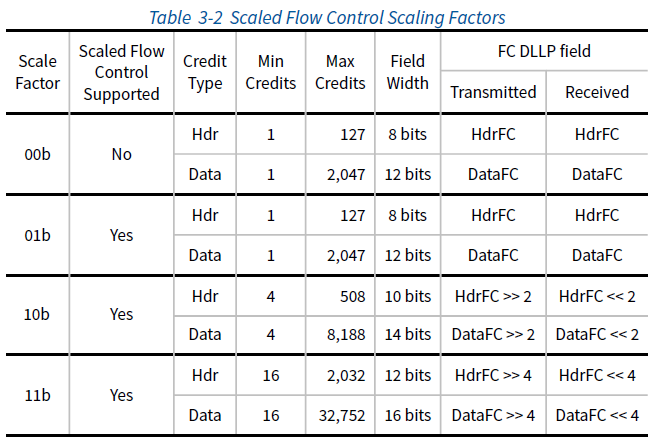 Table 3-2 Scaled Flow Control Scaling Factors
Scale Factor | Scaled Flow Control Supported | Credit Type | Min Credits | Max Credits | Field Width | FC DLLP field
Transmitted | Received
00b | No | Hdr | 1 | 127 | 8 bits | HdrFC | HdrFC
Data | 1 | 2,047 | 12 bits | DataFC | DataFC
01b | Yes | Hdr | 1 | 127 | 8 bits | HdrFC | HdrFC
Data | 1 | 2,047 | 12 bits | DataFC | DataFC
10b | Yes | Hdr | 4 | 508 | 10 bits | HdrFC >> 2 | HdrFC << 2
Data | 4 | 8,188 | 14 bits | DataFC >> 2 | DataFC << 2
11b | Yes | Hdr | 16 | 2,032 | 12 bits | HdrFC >> 4 | HdrFC << 4
Data | 16 | 32,752 | 16 bits | DataFC >> 4 | DataFC << 4